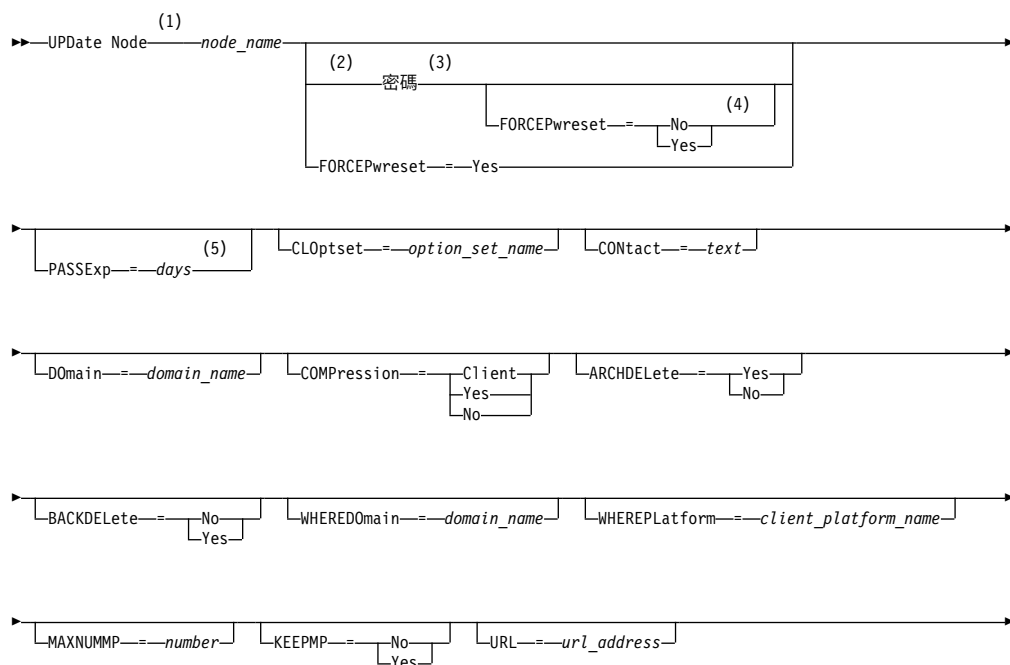 (1)
UPDate Node node_name
(2) (3)
密碼
(4)
FORCEPwreset = No
Yes
FORCEPwreset = Yes
(5)
PASSExp = days
CLOptset = option_set_name
CONtact = text
DOmain = domain_name
COMPression = Client
Yes
No
ARCHDELete = Yes
No
BACKDELete = No
Yes
WHEREDOmain = domain_name
WHEREPLatform = client_platform_name
MAXNUMMP = number
KEEPMP = No
Yes
URL = url_address